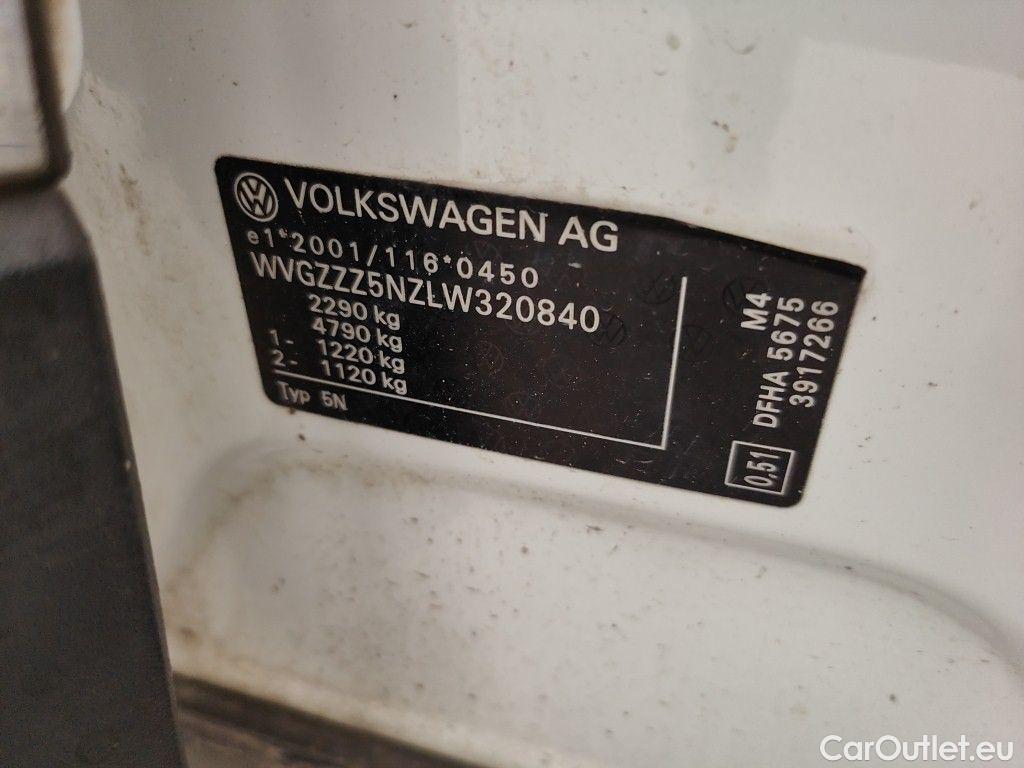 VOLKSWAGEN AG
e1*2001/116*0450
WVGZZZ5NZLW320840
2290 kg
4790 kg
1- 1220 kg
2- 1120 kg
Typ 5N
M4
DFHA 5675
3917266
0,51
CarOutlet.eu